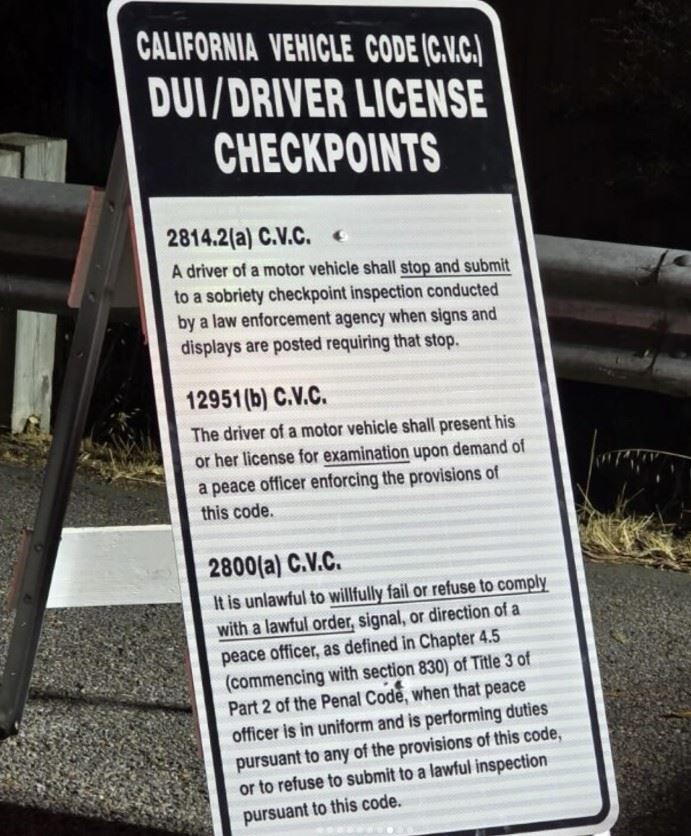 CALIFORNIA VEHICLE CODE (C.V.C.)
DUI/DRIVER LICENSE
CHECKPOINTS
2814.2(a) C.V.C.
A driver of a motor vehicle shall stop and submit
to a sobriety checkpoint inspection conducted
by a law enforcement agency when signs and
displays are posted requiring that stop.
12951(b) C.V.C.
The driver of a motor vehicle shall present his
or her license for examination upon demand of
a peace officer enforcing the provisions of
this code.
2800(a) C.V.C.
It is unlawful to willfully fail or refuse to comply
with a lawful order, signal, or direction of a
peace officer, as defined in Chapter 4.5
(commencing with section 830) of Title 3 of
Part 2 of the Penal Code, when that peace
officer is in uniform and is performing duties
pursuant to any of the provisions of this code,
or to refuse to submit to a lawful inspection
pursuant to this code.